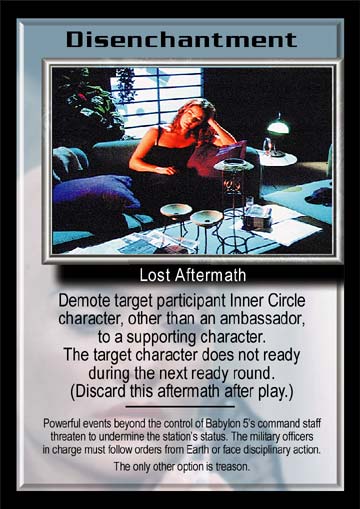 Disenchantment
Lost Aftermath
Demote target participant Inner Circle
character, other than an ambassador,
to a supporting character.
The target character does not ready
during the next ready round.
(Discard this aftermath after play.)
Powerful events beyond the control of Babylon 5's command staff
threaten to undermine the station's status. The military officers
in charge must follow orders from Earth or face disciplinary action.
The only other option is treason.